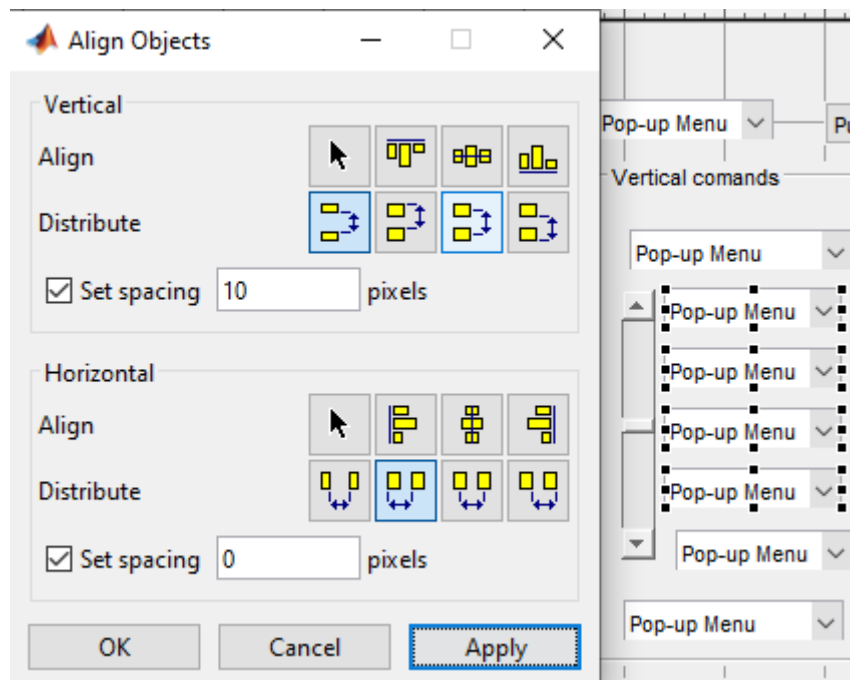 Align Objects
Vertical
Align
Distribute
Set spacing 10 pixels
Horizontal
Align
Distribute
Set spacing 0 pixels
OK Cancel Apply
Pop-up Menu
Vertical comands
Pop-up Menu
Pop-up Menu
Pop-up Menu
Pop-up Menu
Pop-up Menu
Pop-up Menu
Pop-up Menu